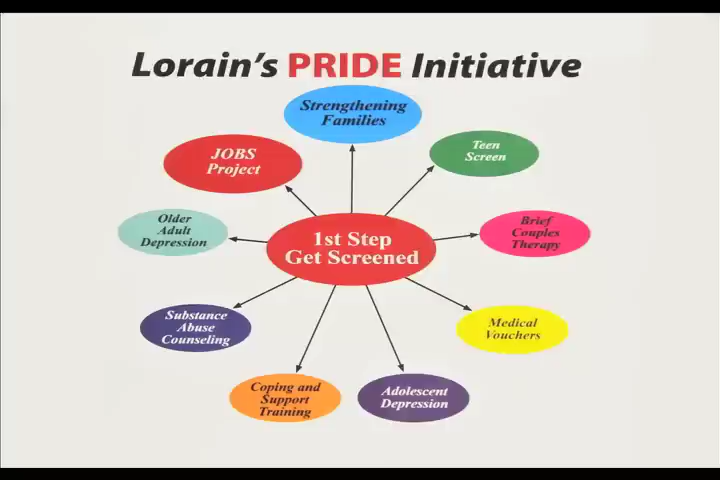 Lorain's PRIDE Initiative
Strengthening
Families
JOBS
Project
Teen
Screen
Older
Adult
Depression
1st Step
Get Screened
Brief
Couples
Therapy
Substance
Abuse
Counseling
Medical
Vouchers
Coping and
Support
Training
Adolescent
Depression